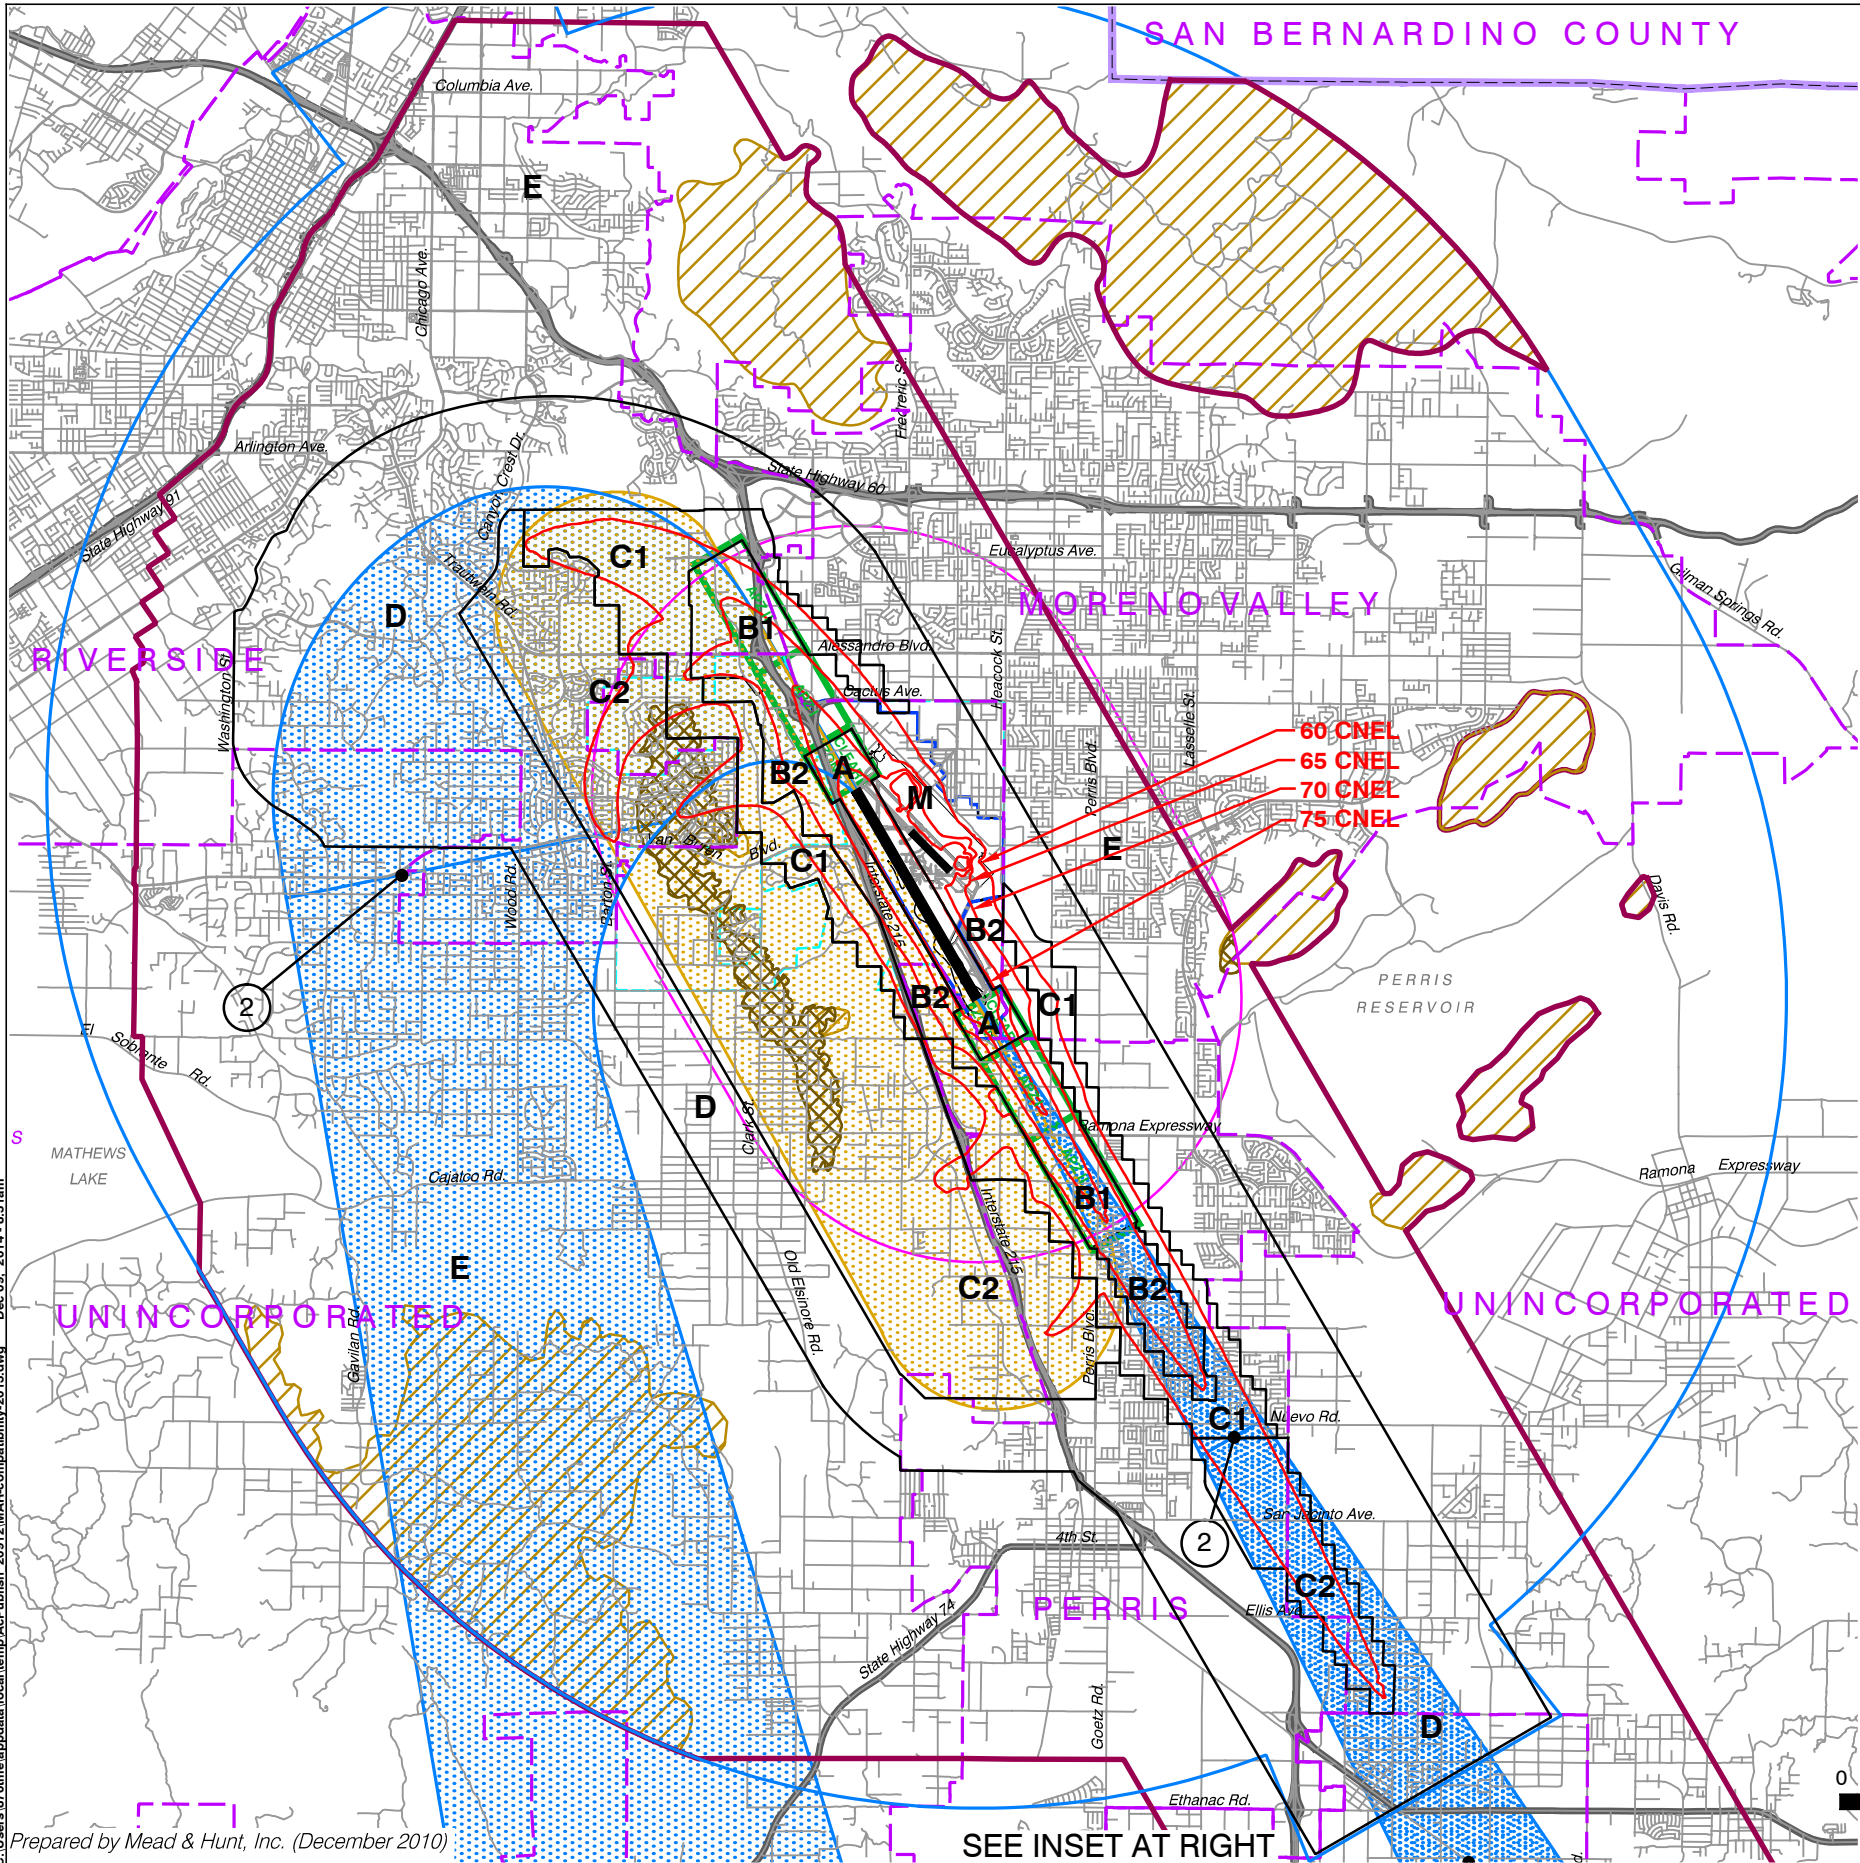 SAN BERNARDINO COUNTY
Columbia Ave.
E
Chicago Ave.
Frederic St.
Arlington Ave.
Canyon Crest Dr.
State Highway 60
State Highway 91
Eucalyptus Ave.
C1
Trautwein Rd.
Gilman Springs Rd.
MORENO VALLEY
D
B1
Alessandro Blvd.
Heacock St.
RIVERSIDE
Washington St.
C2
Cactus Ave.
Lasselle St.
60 CNEL
65 CNEL
70 CNEL
75 CNEL
B2
A
M
Perris Blvd.
Van Buren Blvd.
C1
E
Interstate 215
Wood Rd.
Barton St.
Davis Rd.
B2
PERRIS
RESERVOIR
2
B2
C1
A
El Sobrante Rd.
D
Clark St.
Ramona Expressway
S
MATHEWS
LAKE
Cajalco Rd.
Ramona Expressway
B1
Interstate 215
E
Old Elsinore Rd.
C2
B2
UNINCORPORATED
UNINCORPORATED
Gavilan Rd
Perris Blvd.
C1
Nuevo Rd.
San Jacinto Ave.
4th St.
2
C2
PERRIS
Ellis Ave
State Highway 74
Goetz Rd.
D
0
Ethanac Rd.
Prepared by Mead & Hunt, Inc. (December 2010)
SEE INSET AT RIGHT